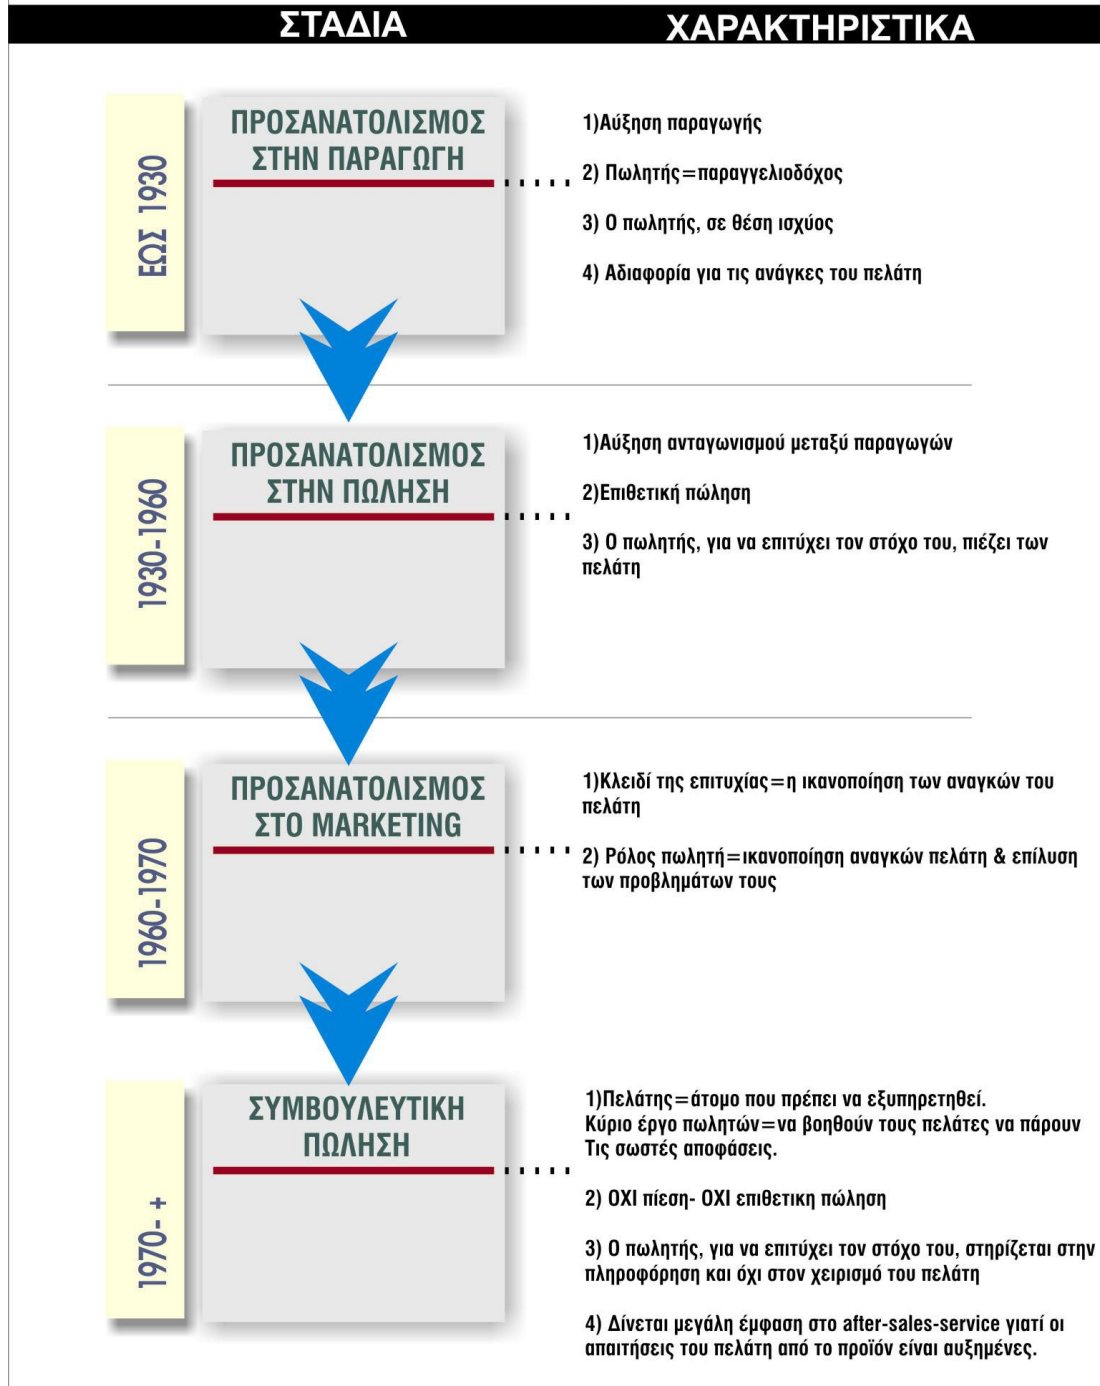 ΣΤΑΔΙΑ
ΧΑΡΑΚΤΗΡΙΣΤΙΚΑ
ΕΩΣ 1930
ΠΡΟΣΑΝΑΤΟΛΙΣΜΟΣ
ΣΤΗΝ ΠΑΡΑΓΩΓΗ
1)Αύξηση παραγωγής
2) Πωλητής=παραγγελιοδόχος
3) Ο πωλητής, σε θέση ισχύος
4) Αδιαφορία για τις ανάγκες του πελάτη
1930-1960
ΠΡΟΣΑΝΑΤΟΛΙΣΜΟΣ
ΣΤΗΝ ΠΩΛΗΣΗ
1)Αύξηση ανταγωνισμού μεταξύ παραγωγών
2)Επιθετική πώληση
3) Ο πωλητής, για να επιτύχει τον στόχο του, πιέζει των
πελάτη
1960-1970
ΠΡΟΣΑΝΑΤΟΛΙΣΜΟΣ
ΣΤΟ MARKETING
1)Κλειδί της επιτυχίας=η ικανοποίηση των αναγκών του
πελάτη
2) Ρόλος πωλητή=ικανοποίηση αναγκών πελάτη & επίλυση
των προβλημάτων τους
1970- +
ΣΥΜΒΟΥΛΕΥΤΙΚΗ
ΠΩΛΗΣΗ
1)Πελάτης=άτομο που πρέπει να εξυπηρετηθεί.
Κύριο έργο πωλητών=να βοηθούν τους πελάτες να πάρουν
Τις σωστές αποφάσεις.
2) ΟΧΙ πίεση- ΟΧΙ επιθετικη πώληση
3) Ο πωλητής, για να επιτύχει τον στόχο του, στηρίζεται στην
πληροφόρηση και όχι στον χειρισμό του πελάτη
4) Δίνεται μεγάλη έμφαση στο after-sales-service γιατί οι
απαιτήσεις του πελάτη από το προϊόν είναι αυξημένες.